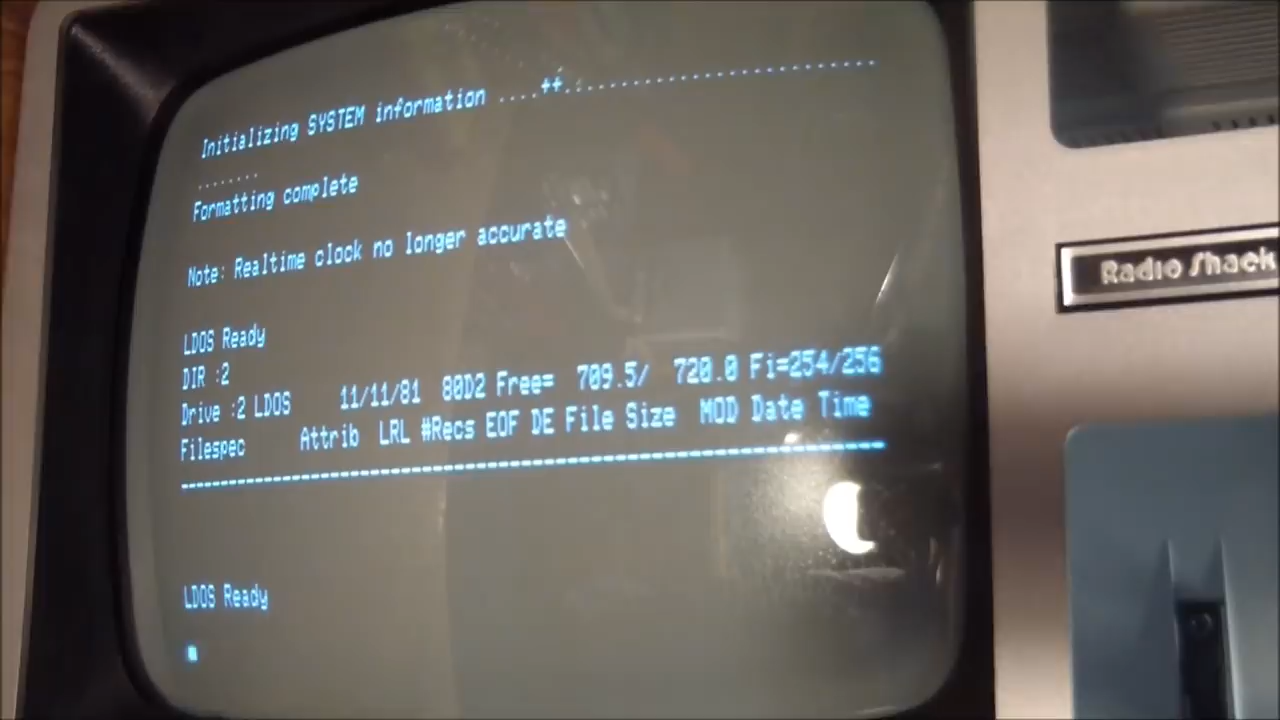 Initializing SYSTEM information ....++..........................
........
Formatting complete
Note: Realtime clock no longer accurate
LDOS Ready
DIR :2
Drive :2 LDOS 11/11/81 80D2 Free= 709.5/ 720.0 Fi=254/256
Filespec Attrib LRL #Recs EOF DE File Size MOD Date Time
----------------------------------------------------------------
LDOS Ready
Radio Shack